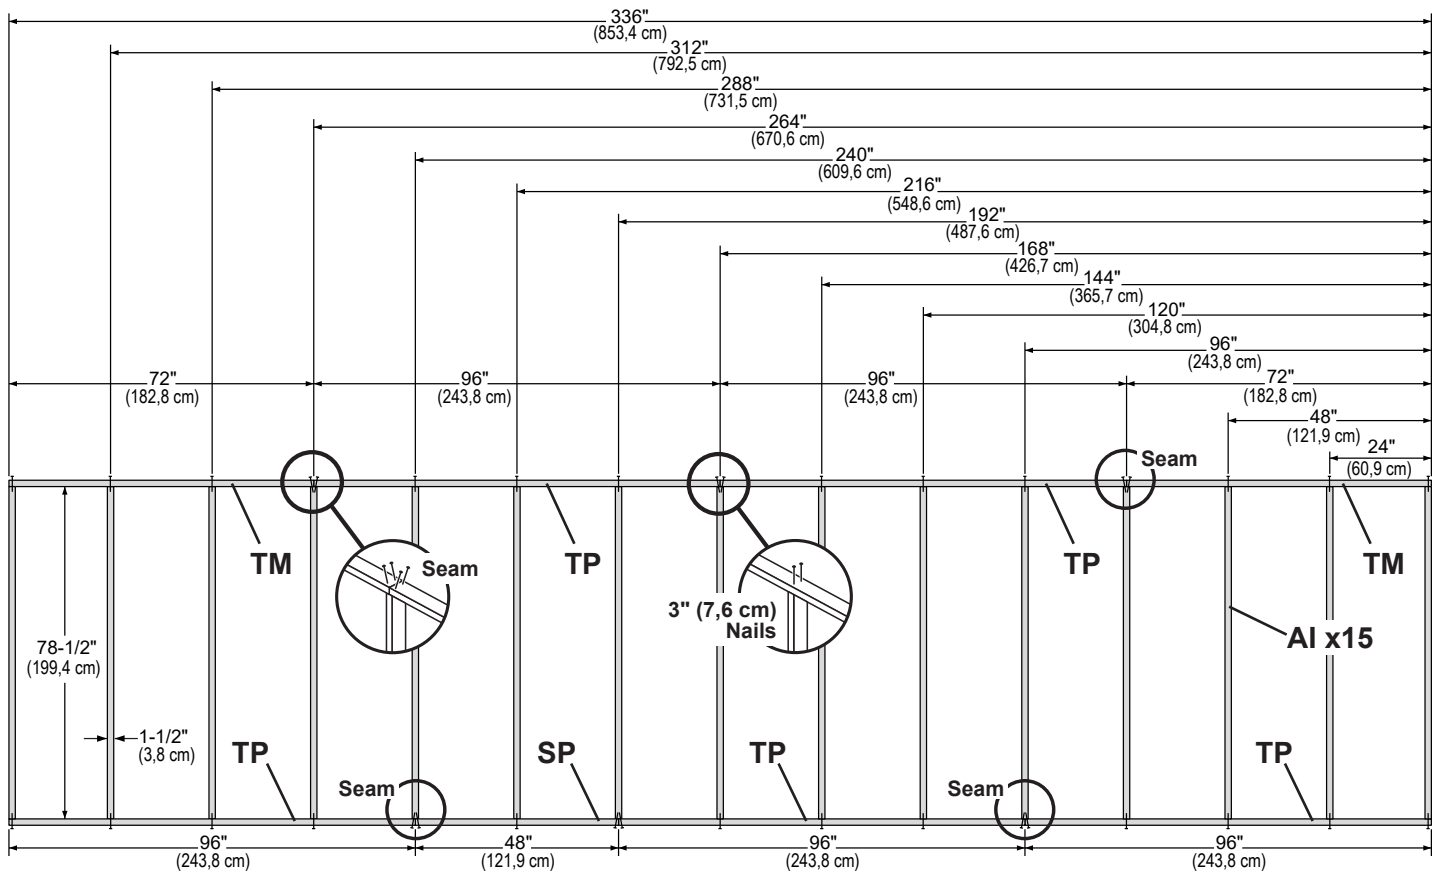 336"
(853,4 cm)
312"
(792,5 cm)
288"
(731,5 cm)
264"
(670,6 cm)
240"
(609,6 cm)
216"
(548,6 cm)
192"
(487,6 cm)
168"
(426,7 cm)
144"
(365,7 cm)
120"
(304,8 cm)
96"
(243,8 cm)
72"
(182,8 cm)
96"
(243,8 cm)
96"
(243,8 cm)
72"
(182,8 cm)
48"
(121,9 cm)
24"
(60,9 cm)
Seam
TM
Seam
TP
3" (7,6 cm)
Nails
TP
TM
AI x15
78-1/2"
(199,4 cm)
1-1/2"
(3,8 cm)
TP
Seam
SP
TP
Seam
TP
96"
(243,8 cm)
48"
(121,9 cm)
96"
(243,8 cm)
96"
(243,8 cm)